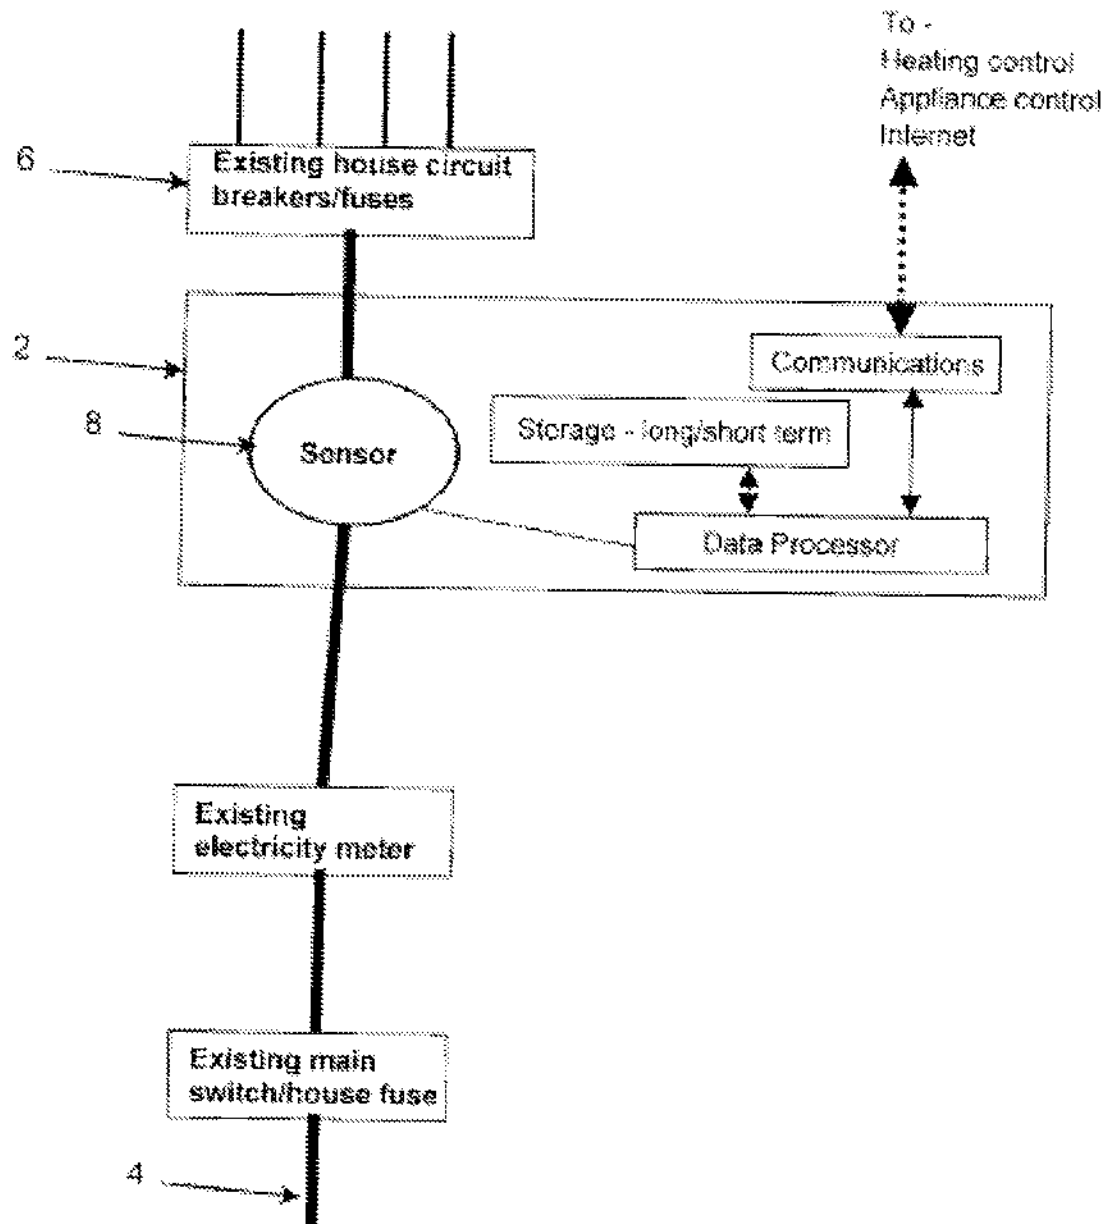 To -
Heating control
Appliance control
Internet
6
Existing house circuit
breakers/fuses
2
Communications
8
Storage - long/short term
Sensor
Data Processor
Existing
electricity meter
Existing main
switch/house fuse
4